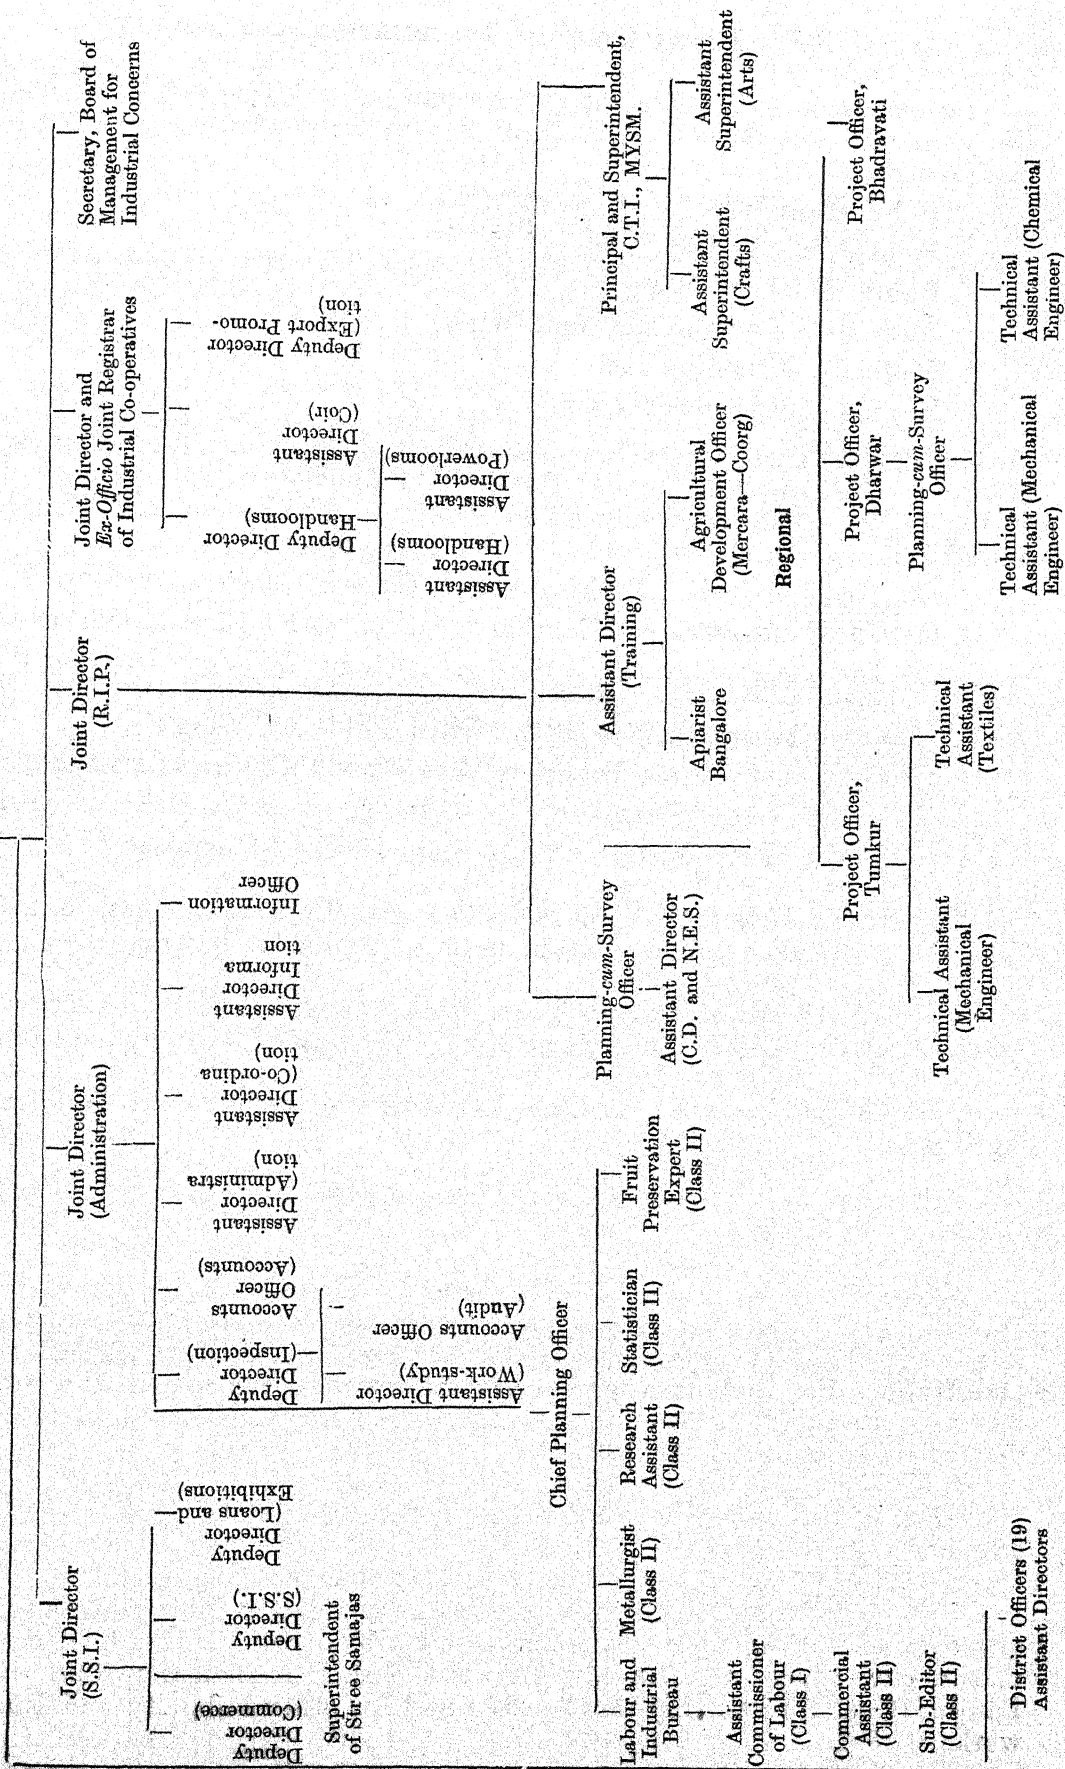 Joint Director
(S.S.I.)
Deputy
Director
(Commerce)
Deputy
Director
(S.S.I.)
Deputy
Director
(Loans and
Exhibitions)
Superintendent
of Stree Samajas
Joint Director
(Administration)
Deputy
Director
(Inspection)
Assistant Director
(Work-study)
Accounts Officer
(Audit)
Accounts
Officer
(Accounts)
Assistant
Director
(Administra
tion)
Assistant
Director
(Co-ordina
tion)
Assistant
Director
Informa
tion
Information
Officer
Joint Director
(R.I.P.)
Joint Director and
Ex-Officio Joint Registrar
of Industrial Co-operatives
Deputy Director
Handlooms)
Assistant
Director
(Handlooms)
Assistant
Director
(Powerlooms)
Assistant
Director
(Coir)
Deputy Director
(Export Promo-
tion)
Secretary, Board of
Management for
Industrial Concerns
Chief Planning Officer
Labour and
Industrial
Bureau
Assistant
Commissioner
of Labour
(Class I)
Commercial
Assistant
(Class II)
Sub-Editor
(Class II)
Metallurgist
(Class II)
Research
Assistant
(Class II)
Statistician
(Class II)
Fruit
Preservation
Expert
(Class II)
Planning-cum-Survey
Officer
Assistant Director
(C.D. and N.E.S.)
Assistant Director
(Training)
Apiarist
Bangalore
Agricultural
Development Officer
(Mercara—Coorg)
Principal and Superintendent,
C.T.I., MYSM.
Assistant
Superintendent
(Crafts)
Assistant
Superintendent
(Arts)
Regional
Project Officer,
Tumkur
Technical Assistant
(Mechanical
Engineer)
Technical
Assistant
(Textiles)
Project Officer,
Dharwar
Planning-cum-Survey
Officer
Technical
Assistant (Mechanical
Engineer)
Technical
Assistant (Chemical
Engineer)
Project Officer,
Bhadravati
District Officers (19)
Assistant Directors